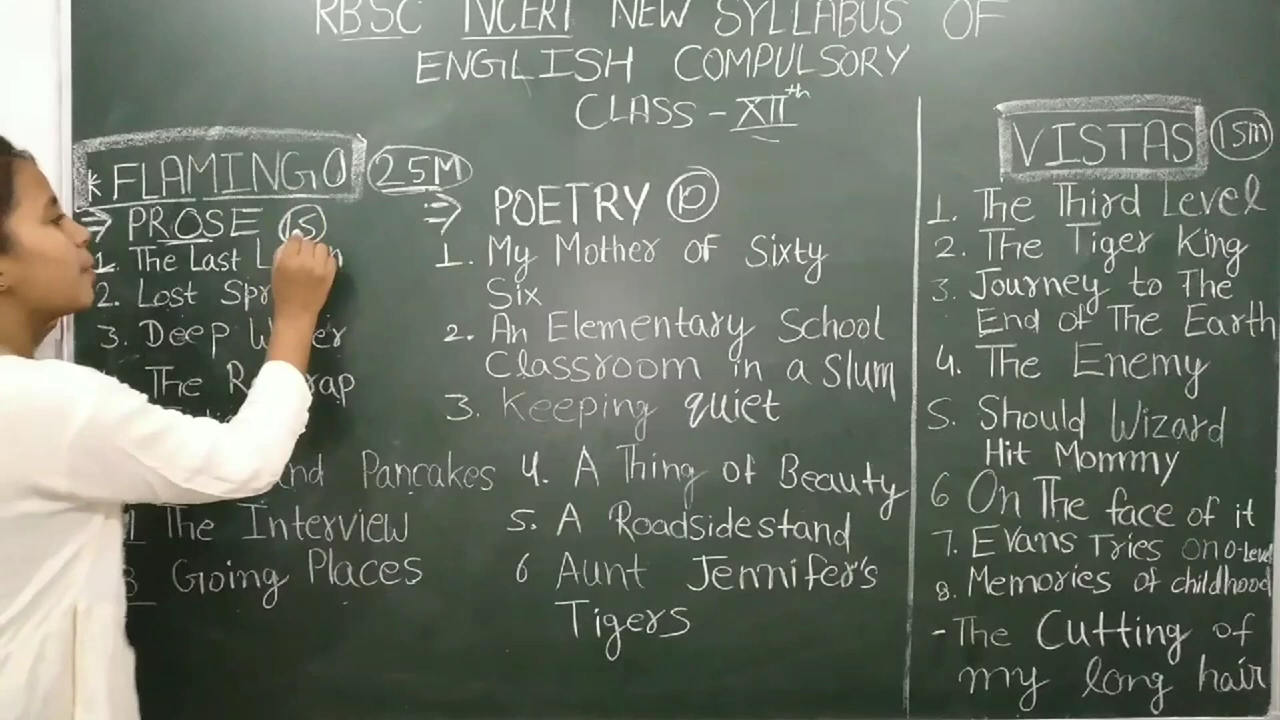 RBSC NCERT NEW SYLLABUS OF
ENGLISH COMPULSORY
CLASS - XIIth
* FLAMINGO 25M
⇒ PROSE 15
1. The Last
2. Lost
3. Deep
The
and Pancakes
The Interview
8 Going Places
⇒ POETRY 10
1. My Mother of Sixty
Six
2. An Elementary School
Classroom in a Slum
3. Keeping quiet
4. A Thing of Beauty
5. A Roadsidestand
6 Aunt Jennifer's
Tigers
VISTAS 15m
1. The Third Level
2. The Tiger King
3. Journey to The
End of The Earth
4. The Enemy
5. Should Wizard
Hit Mommy
6 On The face of it
7. Evans Tries On O-Level
8. Memories of childhood
- The Cutting of
my long hair